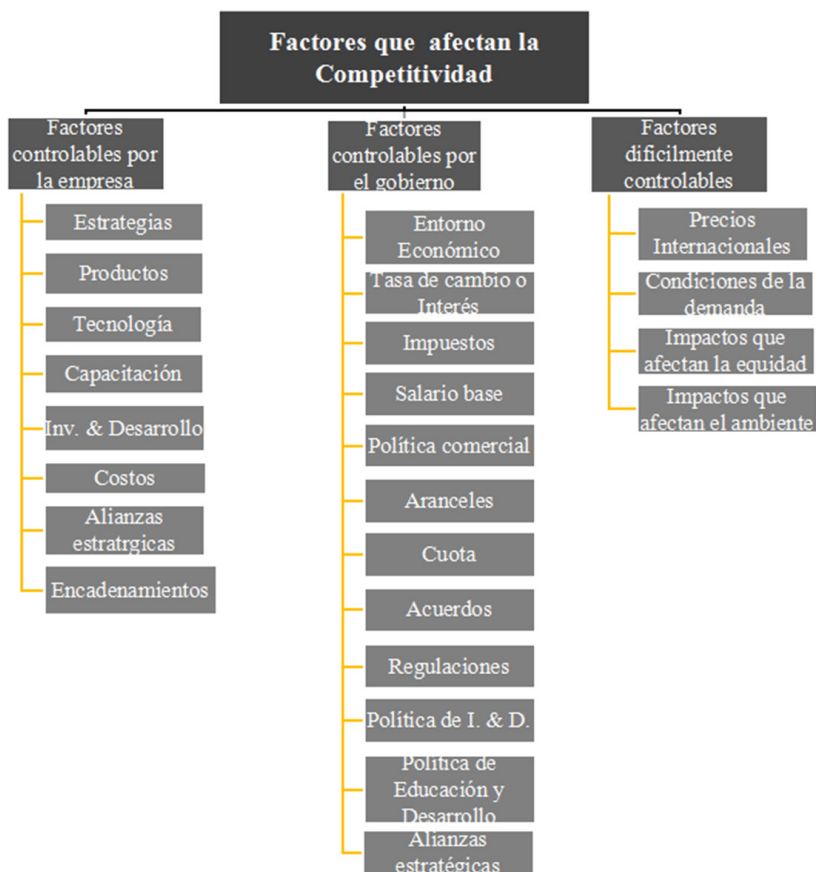 Factores que afectan la
Competitividad
Factores
controlables por
la empresa
Estrategias
Productos
Tecnología
Capacitación
Inv. & Desarrollo
Costos
Alianzas
estratrgicas
Encadenamientos
Factores
controlables por
el gobierno
Entorno
Económico
Tasa de cambio o
Interés
Impuestos
Salario base
Política comercial
Aranceles
Cuota
Acuerdos
Regulaciones
Política de I. & D.
Política de
Educación y
Desarrollo
Alianzas
estratégicas
Factores
dificilmente
controlables
Precios
Internacionales
Condiciones de la
demanda
Impactos que
afectan la equidad
Impactos que
afectan el ambiente